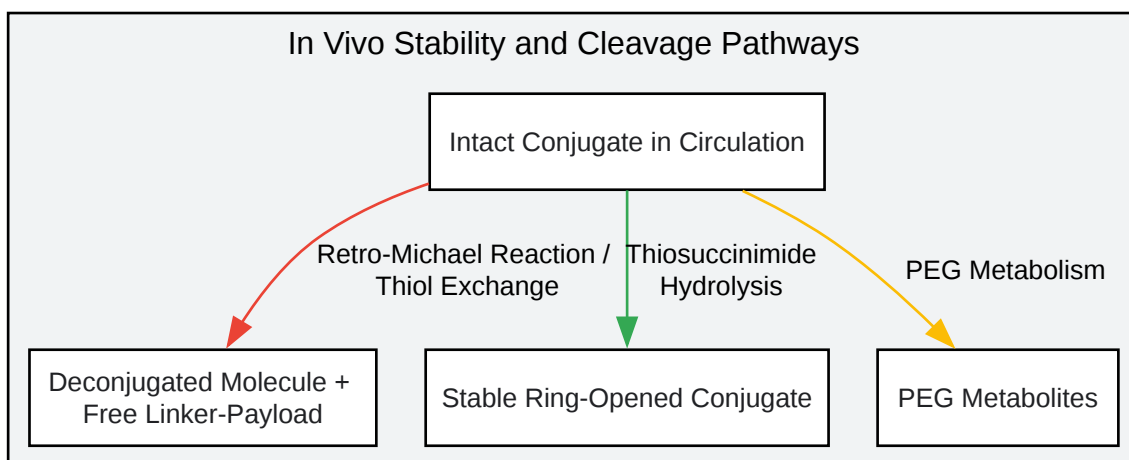 In Vivo Stability and Cleavage Pathways
Intact Conjugate in Circulation
Retro-Michael Reaction /
Thiol Exchange
Thiosuccinimide
Hydrolysis
PEG Metabolism
Deconjugated Molecule +
Free Linker-Payload
Stable Ring-Opened Conjugate
PEG Metabolites